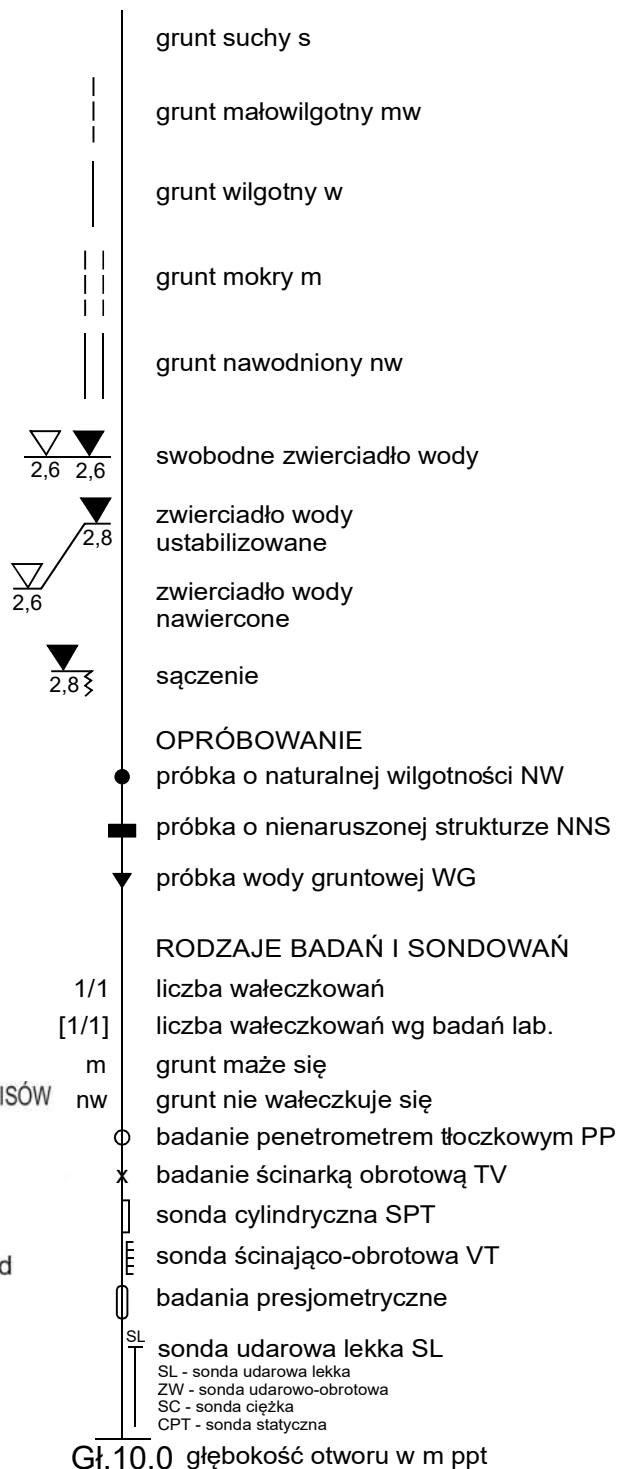 grunt suchy s
grunt małowilgotny mw
grunt wilgotny w
grunt mokry m
grunt nawodniony nw
2,6 2,6 swobodne zwierciadło wody
2,8 zwierciadło wody
ustabilizowane
2,6 zwierciadło wody
nawiercone
2,8 sączenie
OPRÓBOWANIE
próbka o naturalnej wilgotności NW
próbka o nienaruszonej strukturze NNS
próbka wody gruntowej WG
RODZAJE BADAŃ I SONDOWAŃ
1/1 liczba wałeczkowań
[1/1] liczba wałeczkowań wg badań lab.
m grunt maże się
ISÓW nw grunt nie wałeczkuje się
badanie penetrometrem tłoczkowym PP
x badanie ścinarką obrotową TV
sonda cylindryczna SPT
d sonda ścinająco-obrotowa VT
badania presjometryczne
SL sonda udarowa lekka SL
SL - sonda udarowa lekka
ZW - sonda udarowo-obrotowa
SC - sonda ciężka
CPT - sonda statyczna
Gł.10.0 głębokość otworu w m ppt